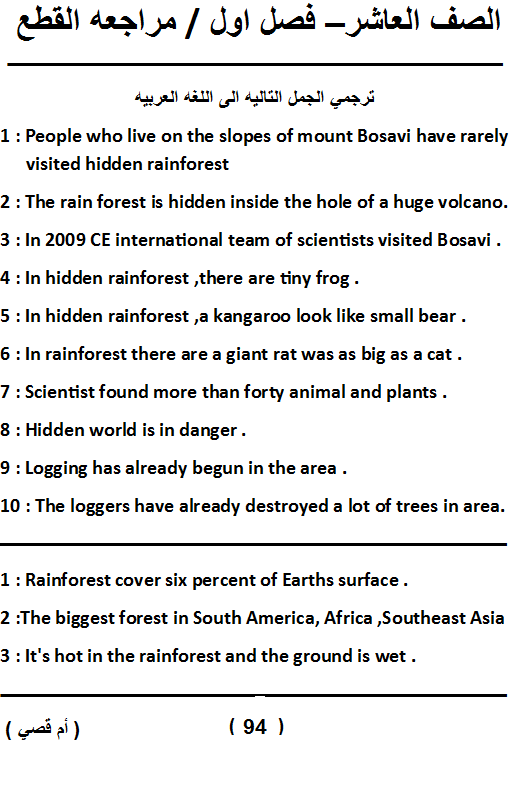 الصف العاشر– فصل اول / مراجعه القطع
ترجمي الجمل التاليه الى اللغه العربيه
1 : People who live on the slopes of mount Bosavi have rarely
visited hidden rainforest
2 : The rain forest is hidden inside the hole of a huge volcano.
3 : In 2009 CE international team of scientists visited Bosavi .
4 : In hidden rainforest ,there are tiny frog .
5 : In hidden rainforest ,a kangaroo look like small bear .
6 : In rainforest there are a giant rat was as big as a cat .
7 : Scientist found more than forty animal and plants .
8 : Hidden world is in danger .
9 : Logging has already begun in the area .
10 : The loggers have already destroyed a lot of trees in area.
1 : Rainforest cover six percent of Earths surface .
2 :The biggest forest in South America, Africa ,Southeast Asia
3 : It's hot in the rainforest and the ground is wet .
( أم قصي )
( 94 )